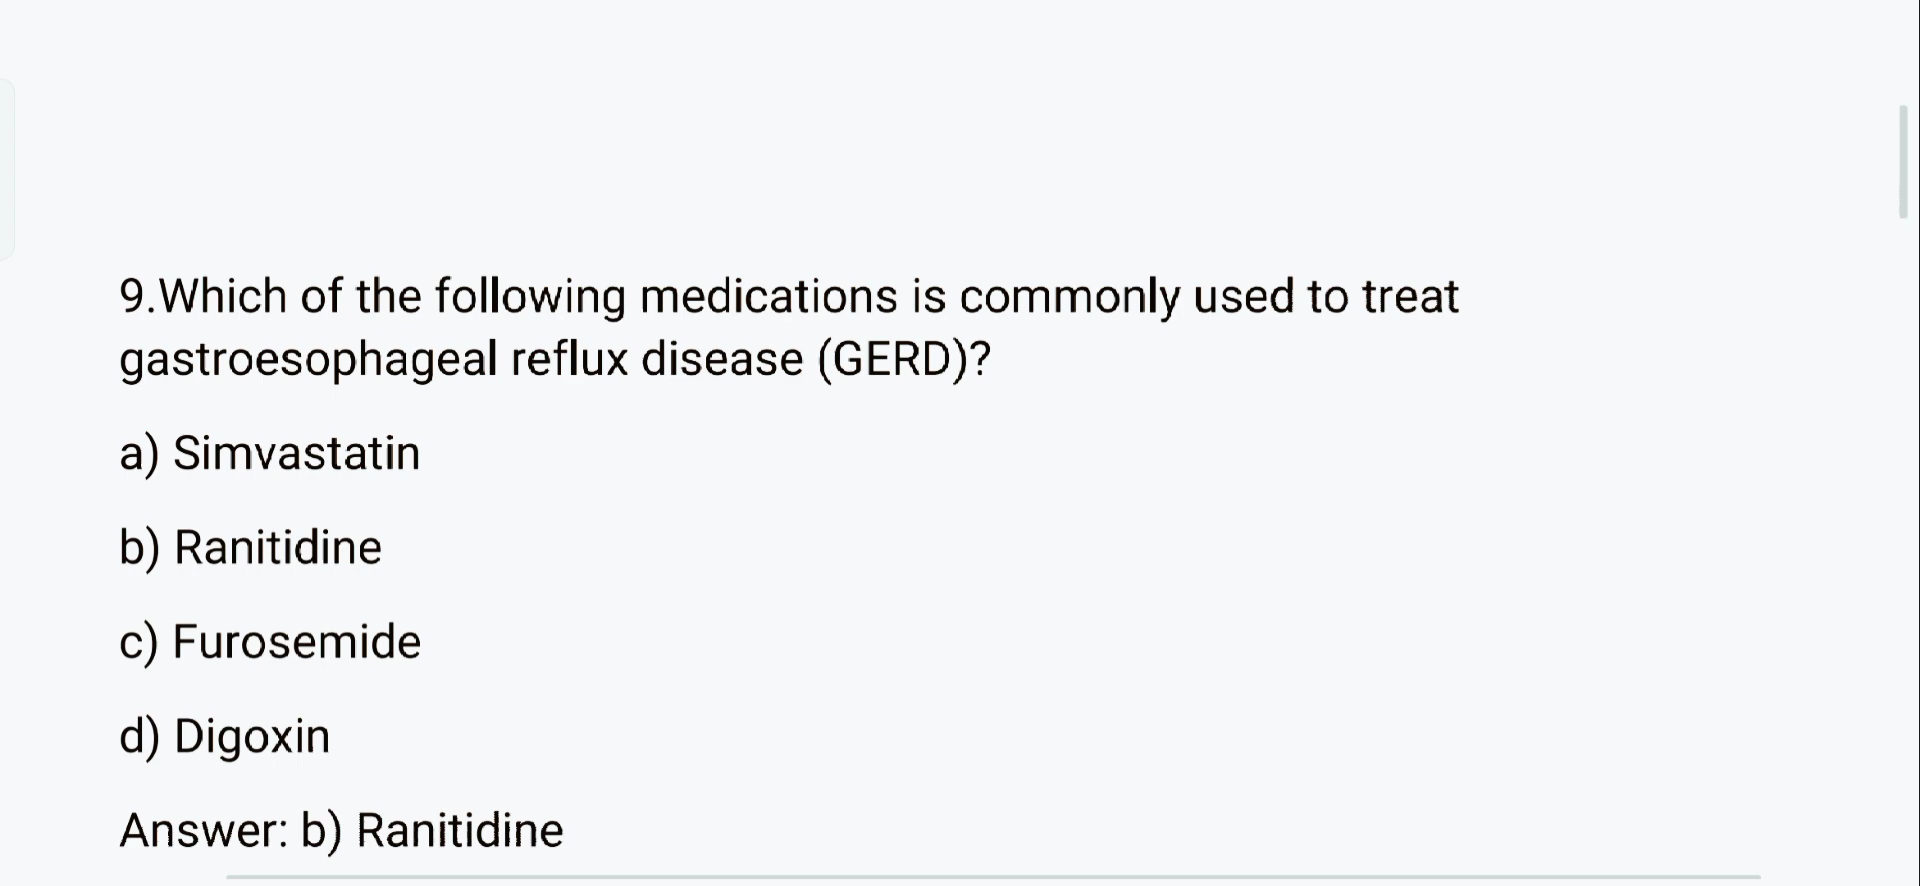 9.Which of the following medications is commonly used to treat
gastroesophageal reflux disease (GERD)?
a) Simvastatin
b) Ranitidine
c) Furosemide
d) Digoxin
Answer: b) Ranitidine